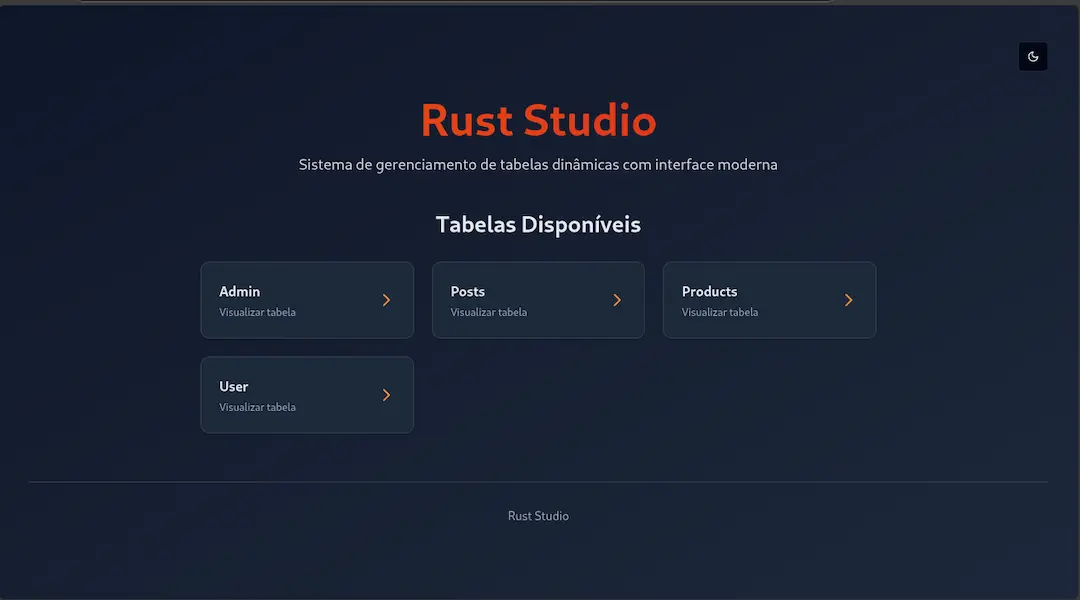 Rust Studio
Sistema de gerenciamento de tabelas dinâmicas com interface moderna
Tabelas Disponíveis
Admin
Visualizar tabela
Posts
Visualizar tabela
Products
Visualizar tabela
User
Visualizar tabela
Rust Studio